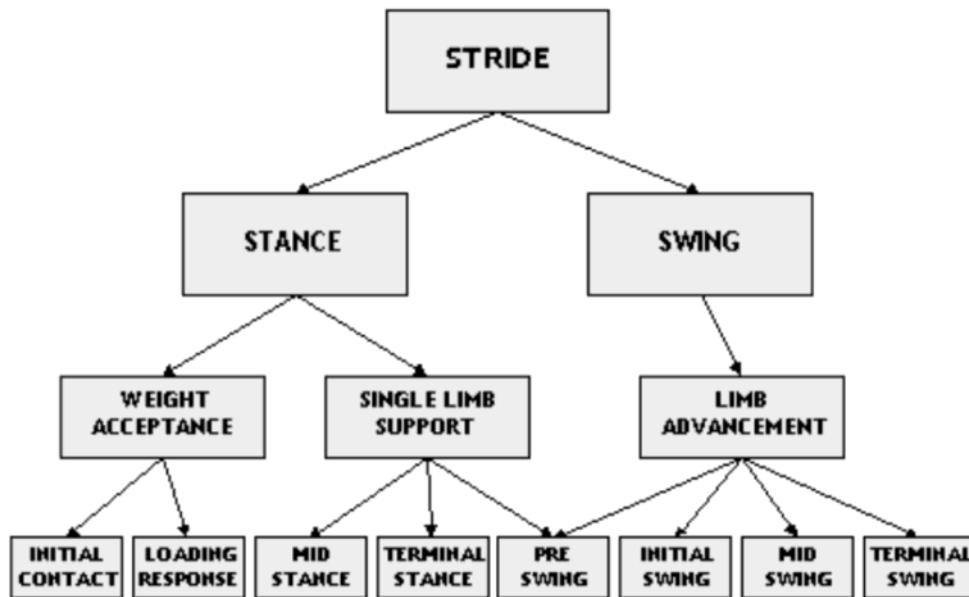 STRIDE
STANCE
SWING
WEIGHT
ACCEPTANCE
SINGLE LIMB
SUPPORT
LIMB
ADVANCEMENT
INITIAL
CONTACT
LOADING
RESPONSE
MID
STANCE
TERMINAL
STANCE
PRE
SWING
INITIAL
SWING
MID
SWING
TERMINAL
SWING